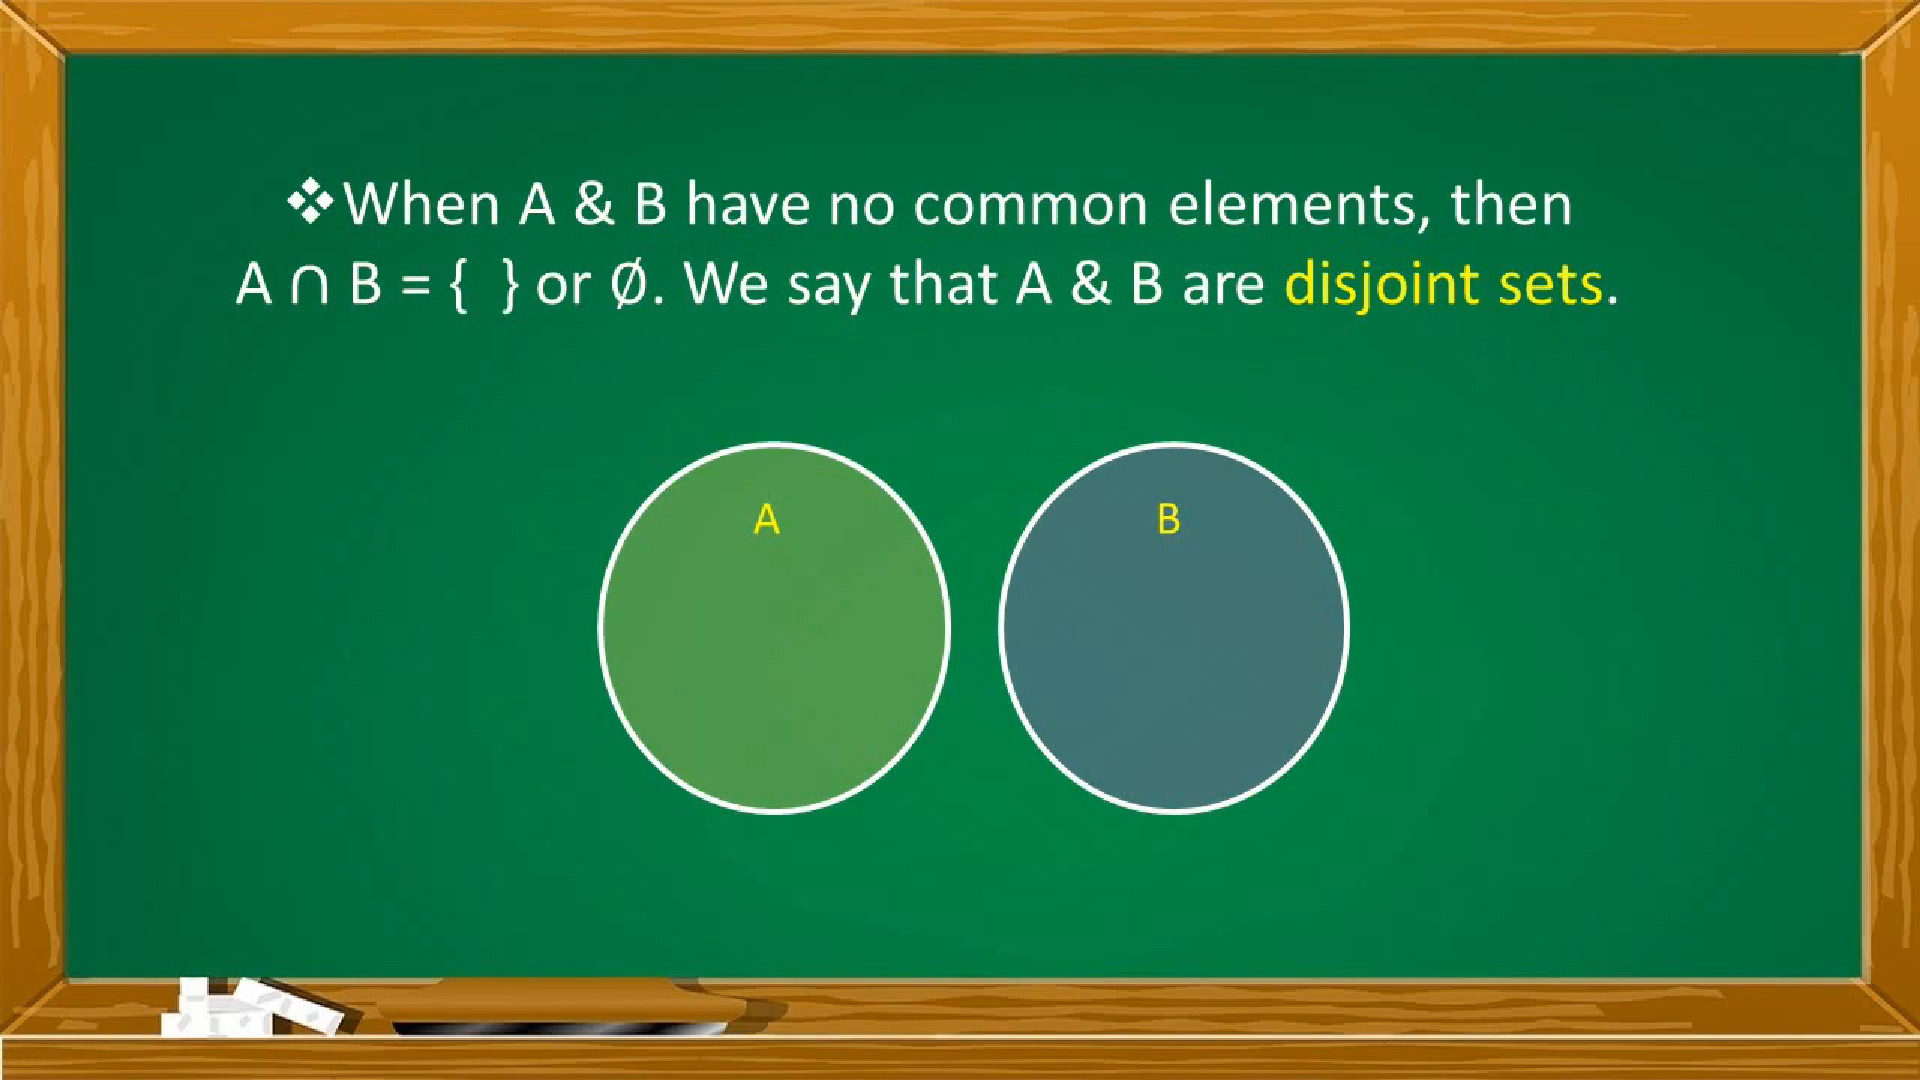 ❖When A & B have no common elements, then
A ∩ B = {  } or Ø. We say that A & B are disjoint sets.
A
B